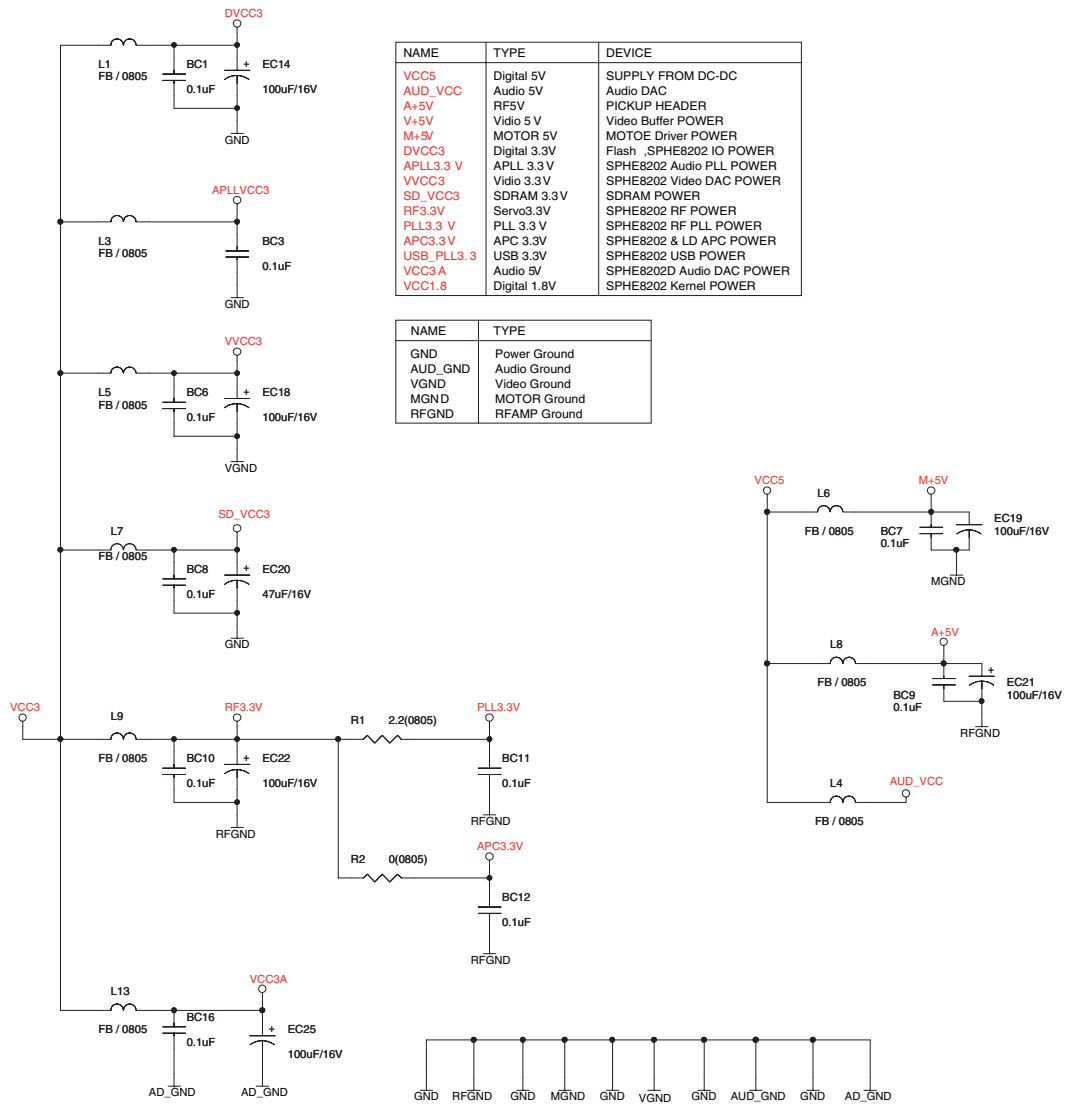 DVCC3
L1
FB / 0805
BC1
0.1uF
+
EC14
100uF/16V
GND
APLLVCC3
L3
FB / 0805
BC3
0.1uF
GND
VVCC3
L5
FB / 0805
BC6
0.1uF
+
EC18
100uF/16V
VGND
SD_VCC3
L7
FB / 0805
BC8
0.1uF
+
EC20
47uF/16V
GND
VCC3
L9
FB / 0805
RF3.3V
BC10
0.1uF
+
EC22
100uF/16V
RFGND
R1 2.2(0805)
PLL3.3V
BC11
0.1uF
RFGND
R2 0(0805)
APC3.3V
BC12
0.1uF
RFGND
VCC3A
L13
FB / 0805
BC16
0.1uF
+
EC25
100uF/16V
AD_GND AD_GND
NAME TYPE DEVICE
VCC5 Digital 5V SUPPLY FROM DC-DC
AUD_VCC Audio 5V Audio DAC
A+5V RF5V PICKUP HEADER
V+5V Vidio 5 V Video Buffer POWER
M+5V MOTOR 5V MOTOE Driver POWER
DVCC3 Digital 3.3V Flash ,SPHE8202 IO POWER
APLL3.3 V APLL 3.3 V SPHE8202 Audio PLL POWER
VVCC3 Vidio 3.3 V SPHE8202 Video DAC POWER
SD_VCC3 SDRAM 3.3 V SDRAM POWER
RF3.3V Servo3.3V SPHE8202 RF POWER
PLL3.3 V PLL 3.3 V SPHE8202 RF PLL POWER
APC3.3 V APC 3.3V SPHE8202 & LD APC POWER
USB_PLL3. 3 USB 3.3V SPHE8202 USB POWER
VCC3 A Audio 5V SPHE8202D Audio DAC POWER
VCC1.8 Digital 1.8V SPHE8202 Kernel POWER
NAME TYPE
GND Power Ground
AUD_GND Audio Ground
VGND Video Ground
MGND MOTOR Ground
RFGND RFAMP Ground
VCC5
L6
FB / 0805
M+5V
BC7
0.1uF
EC19
100uF/16V
MGND
L8
FB / 0805
A+5V
BC9
0.1uF
+
EC21
100uF/16V
RFGND
L4
FB / 0805
AUD_VCC
GND RFGND GND MGND GND VGND GND AUD_GND GND AD_GND